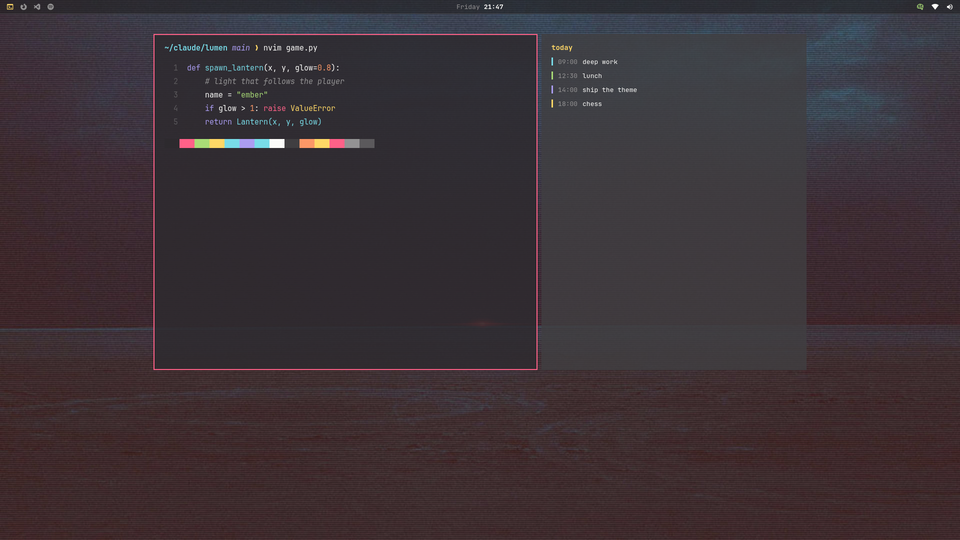 Friday 21:47
~/claude/lumen main ❯ nvim game.py
1 def spawn_lantern(x, y, glow=0.8):
2 # light that follows the player
3 name = "ember"
4 if glow > 1: raise ValueError
5 return Lantern(x, y, glow)
today
09:00 deep work
12:30 lunch
14:00 ship the theme
18:00 chess